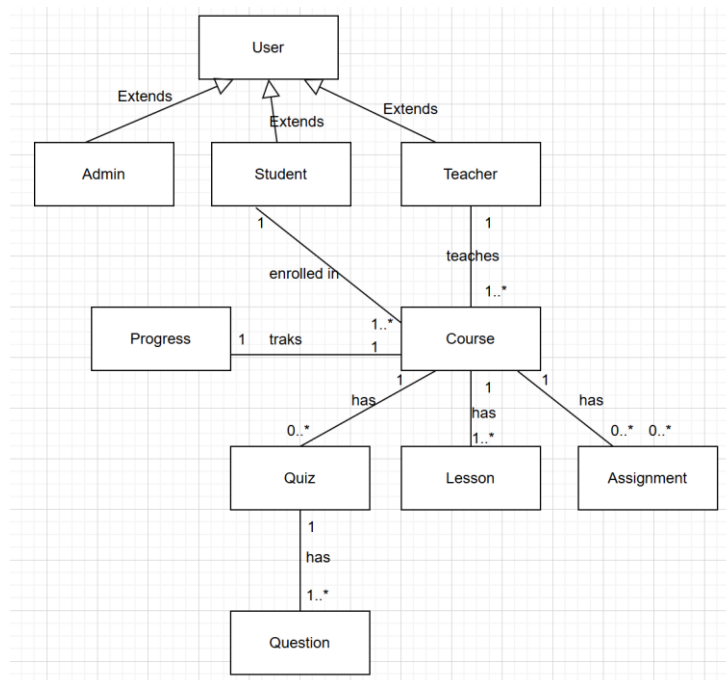 User
Extends
Extends
Extends
Admin
Student
Teacher
1
1
enrolled in
teaches
1..*
1..*
Progress
1
traks
1
Course
1
1
1
has
has
has
0..*
1..*
0..*
0..*
Quiz
Lesson
Assignment
1
has
1..*
Question